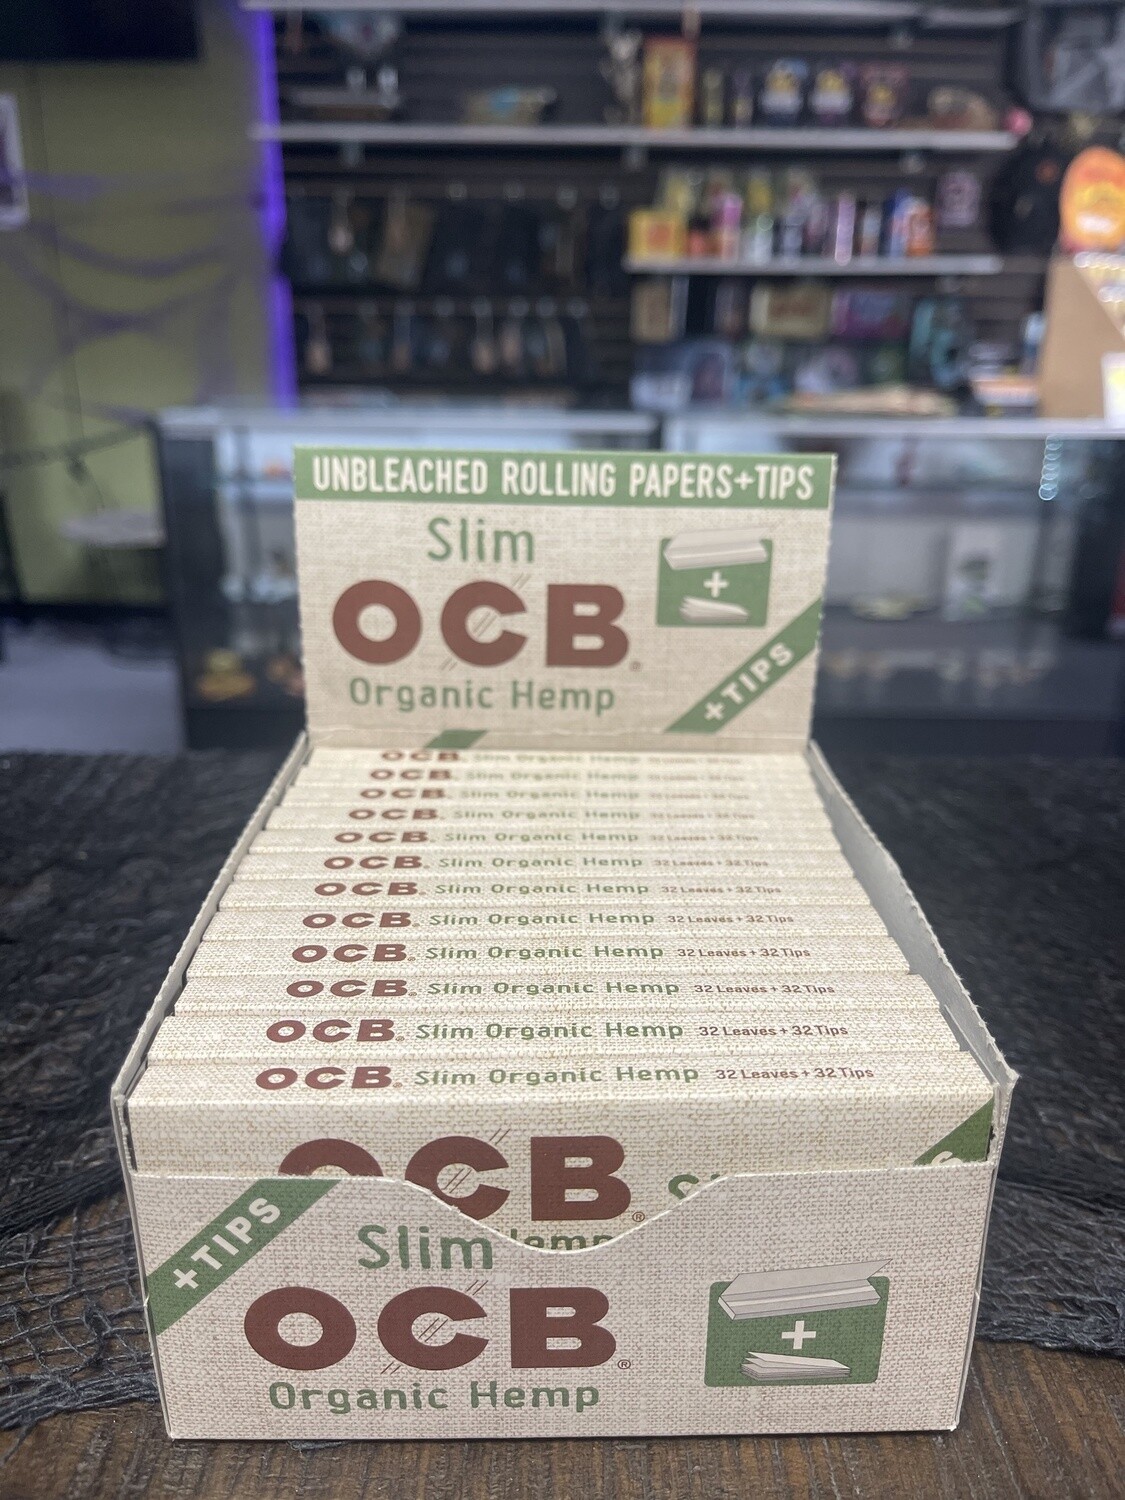 UNBLEACHED ROLLING PAPERS+TIPS
Slim
OCB®
Organic Hemp
+
+TIPS
OCB. Slim Organic Hemp
OCB. Slim Organic Hemp
OCB. Slim Organic Hemp
OCB. Slim Organic Hemp 32 Leaves + 32 Tips
OCB. Slim Organic Hemp 32 Leaves + 32 Tips
OCB. Slim Organic Hemp 32 Leaves + 32 Tips
OCB. Slim Organic Hemp 32 Leaves + 32 Tips
OCB. Slim Organic Hemp 32 Leaves + 32 Tips
OCB. Slim Organic Hemp 32 Leaves + 32 Tips
OCB. Slim Organic Hemp 32 Leaves + 32 Tips
OCB. Slim Organic Hemp 32 Leaves + 32 Tips
OCB. Slim Organic Hemp 32 Leaves + 32 Tips
OCB®
Hemp
+TIPS
Slim
OCB®
+
Organic Hemp